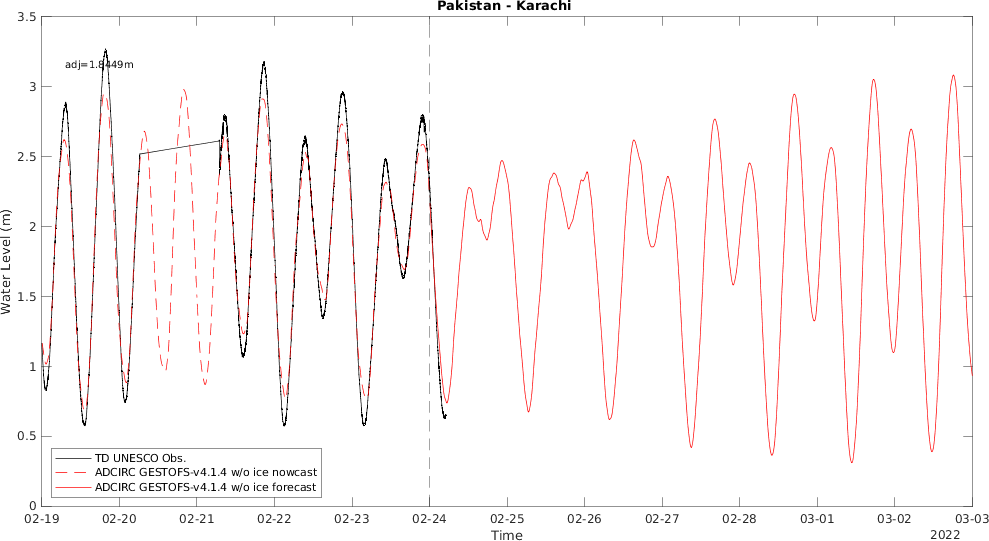 Pakistan - Karachi
3.5
adj=1.8449m
3
2.5
2
Water Level (m)
1.5
1
0.5
0
TD UNESCO Obs.
ADCIRC GESTOFS-v4.1.4 w/o ice nowcast
ADCIRC GESTOFS-v4.1.4 w/o ice forecast
02-19 02-20 02-21 02-22 02-23 02-24 02-25 02-26 02-27 02-28 03-01 03-02 03-03
Time
2022